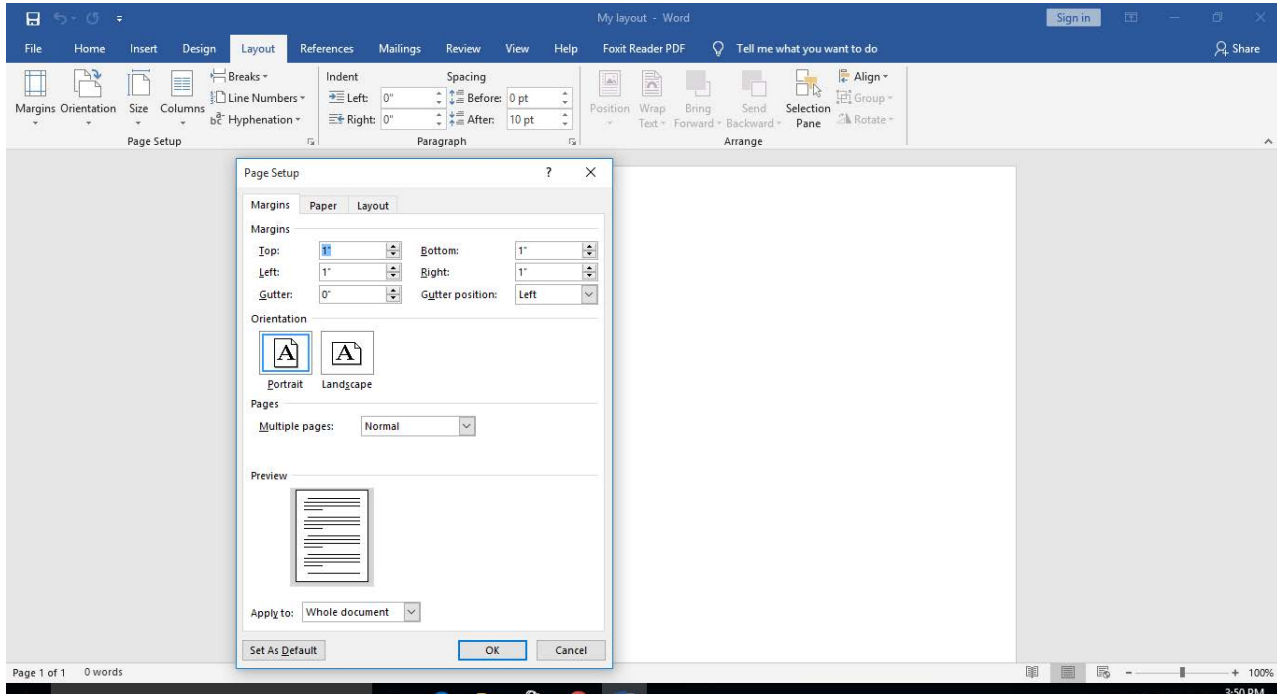 My layout - Word
Sign in
File Home Insert Design Layout References Mailings Review View Help Foxit Reader PDF Tell me what you want to do Share
Margins Orientation Size Columns
Breaks
Line Numbers
Hyphenation
Page Setup
Indent Spacing
Left: 0" Before: 0 pt
Right: 0" After: 10 pt
Paragraph
Position Wrap Text Bring Forward Send Backward Selection Pane
Align
Group
Rotate
Arrange
Page Setup ?
Margins Paper Layout
Margins
Top: 1" Bottom: 1"
Left: 1" Right: 1"
Gutter: 0" Gutter position: Left
Orientation
A A
Portrait Landscape
Pages
Multiple pages: Normal
Preview
Apply to: Whole document
Set As Default OK Cancel
Page 1 of 1 0 words - + 100%
3:50 PM